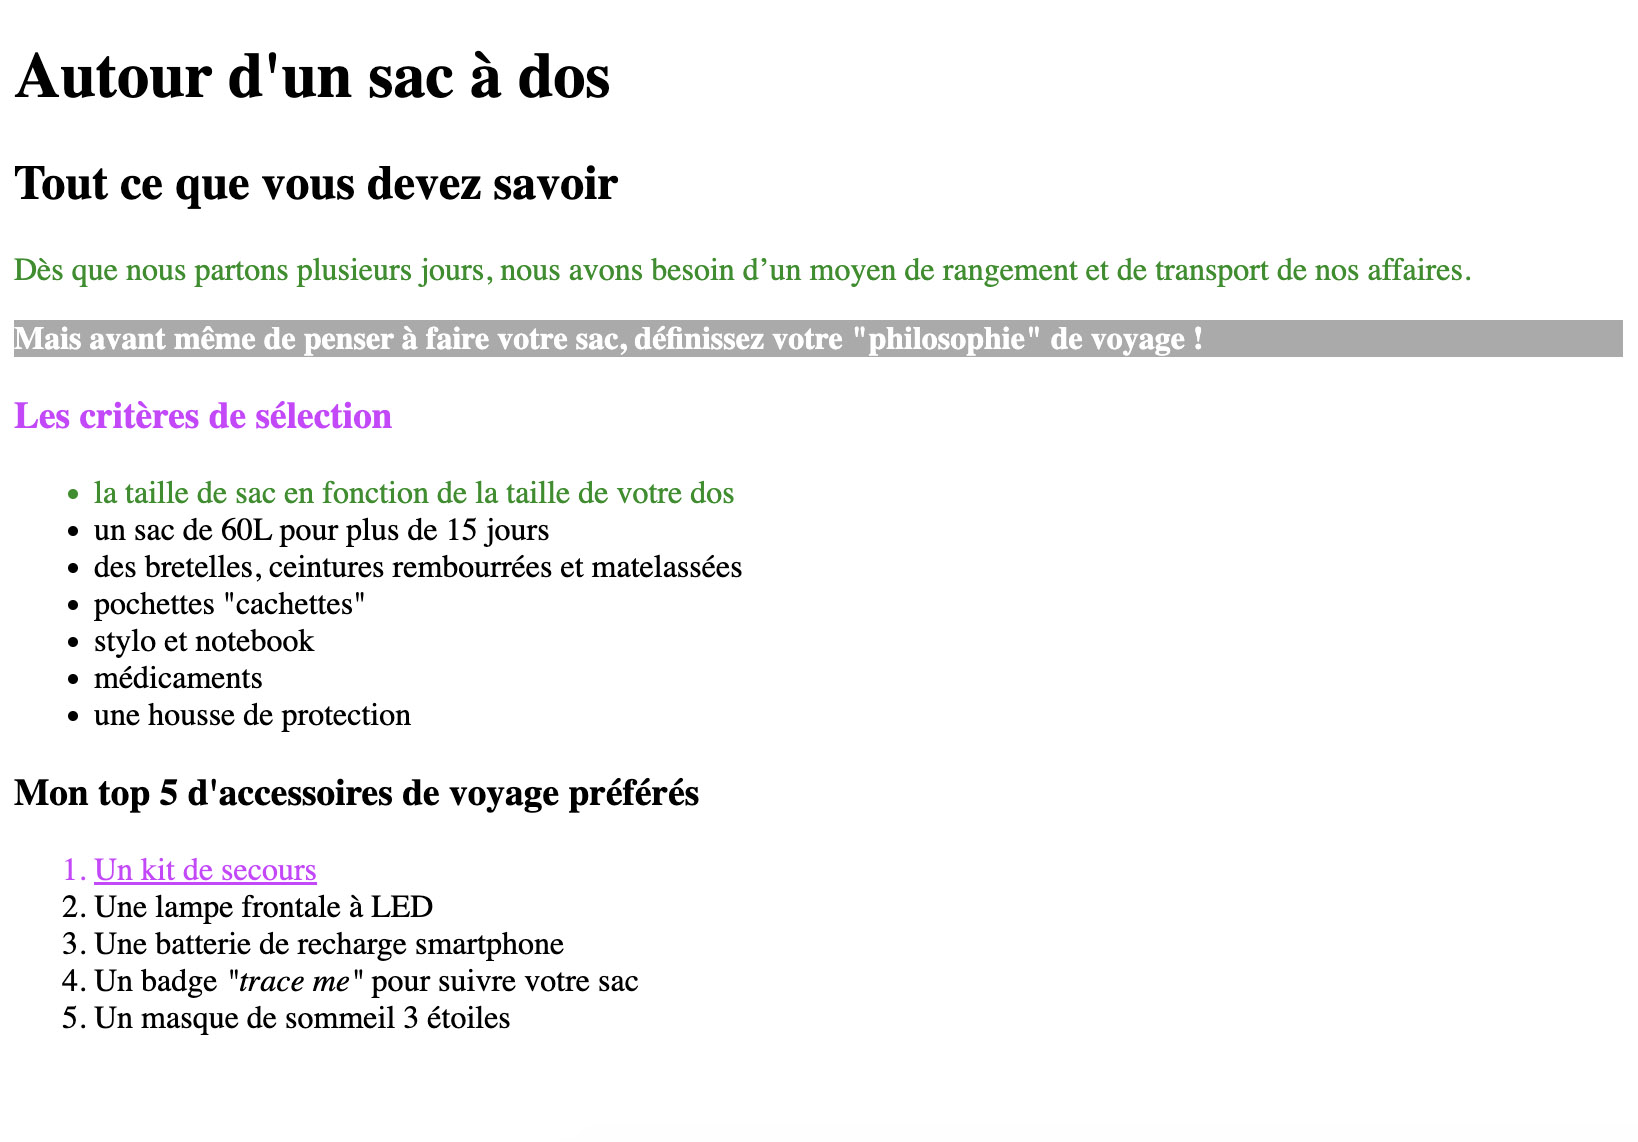 Autour d'un sac à dos
Tout ce que vous devez savoir
Dès que nous partons plusieurs jours, nous avons besoin d’un moyen de rangement et de transport de nos affaires.
Mais avant même de penser à faire votre sac, définissez votre "philosophie" de voyage !
Les critères de sélection
• la taille de sac en fonction de la taille de votre dos
• un sac de 60L pour plus de 15 jours
• des bretelles, ceintures rembourrées et matelassées
• pochettes "cachettes"
• stylo et notebook
• médicaments
• une housse de protection
Mon top 5 d'accessoires de voyage préférés
1. Un kit de secours
2. Une lampe frontale à LED
3. Une batterie de recharge smartphone
4. Un badge "trace me" pour suivre votre sac
5. Un masque de sommeil 3 étoiles